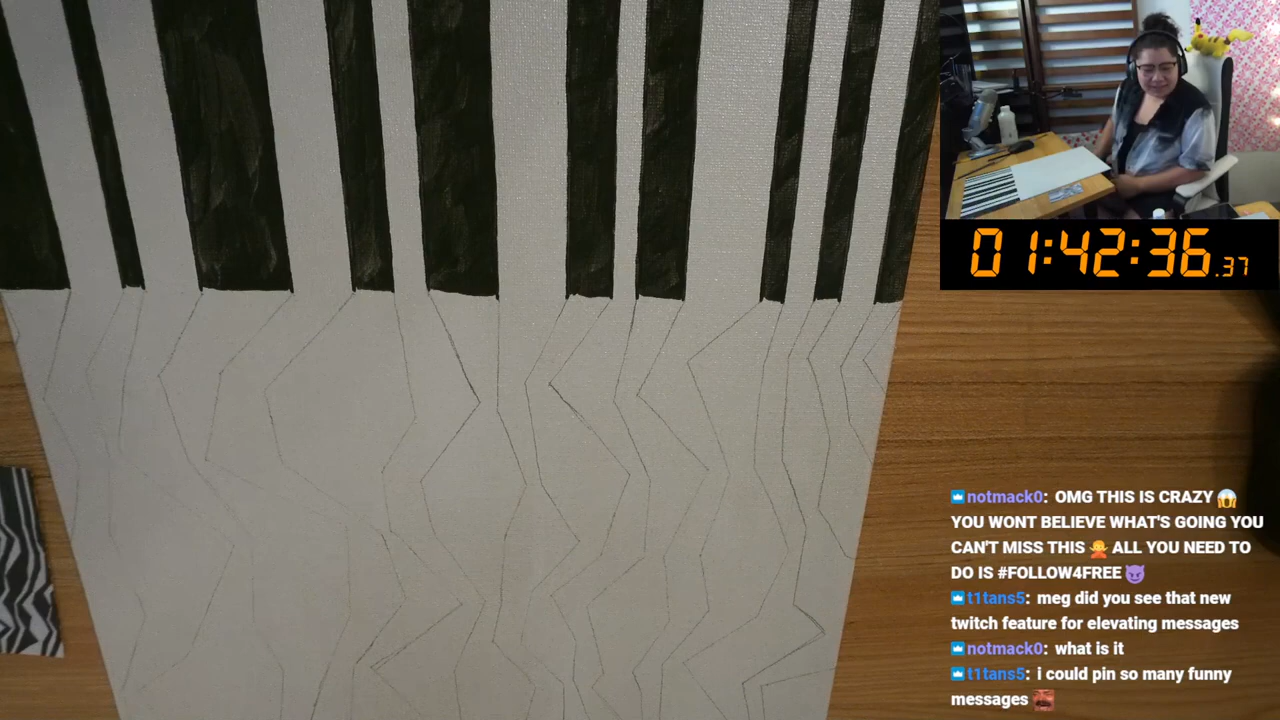 01:42:36.37
notmack0: OMG THIS IS CRAZY 😱
YOU WONT BELIEVE WHAT'S GOING YOU
CAN'T MISS THIS 🙅 ALL YOU NEED TO
DO IS #FOLLOW4FREE 😈
t1tans5: meg did you see that new
twitch feature for elevating messages
notmack0: what is it
t1tans5: i could pin so many funny
messages